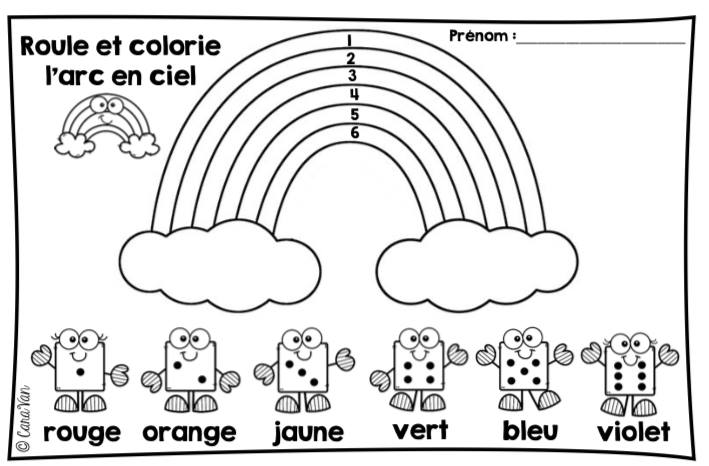 Roule et colorie
l'arc en ciel
Prénom :
1
2
3
4
5
6
rouge orange jaune vert bleu violet
© CaraVan